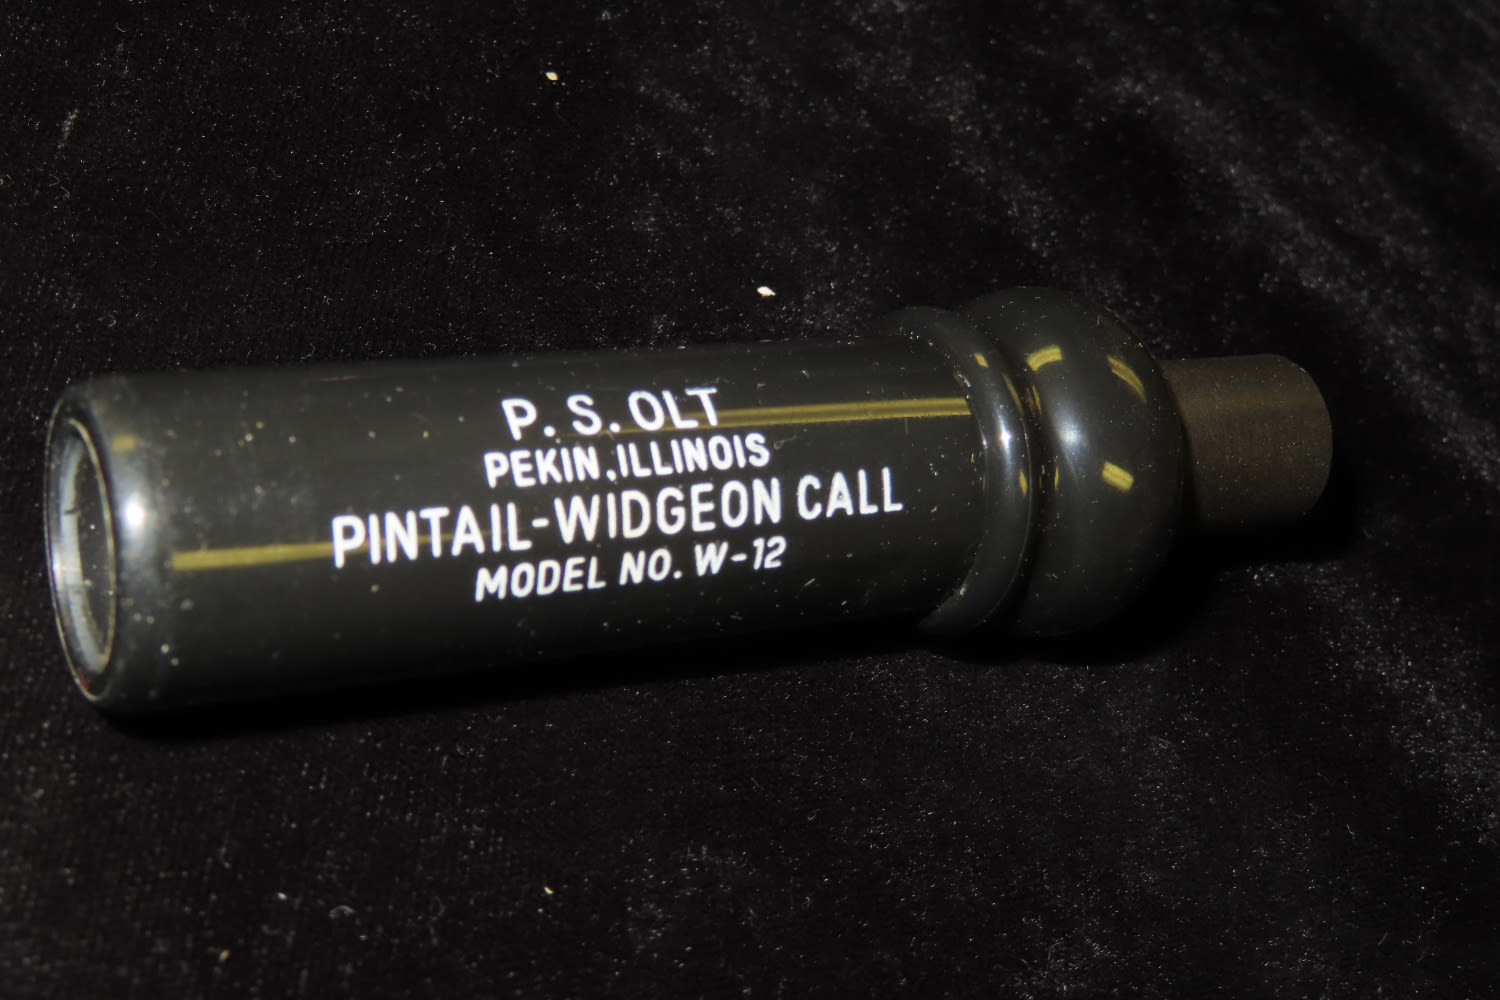 P. S. OLT
PEKIN, ILLINOIS
PINTAIL-WIDGEON CALL
MODEL NO. W-12